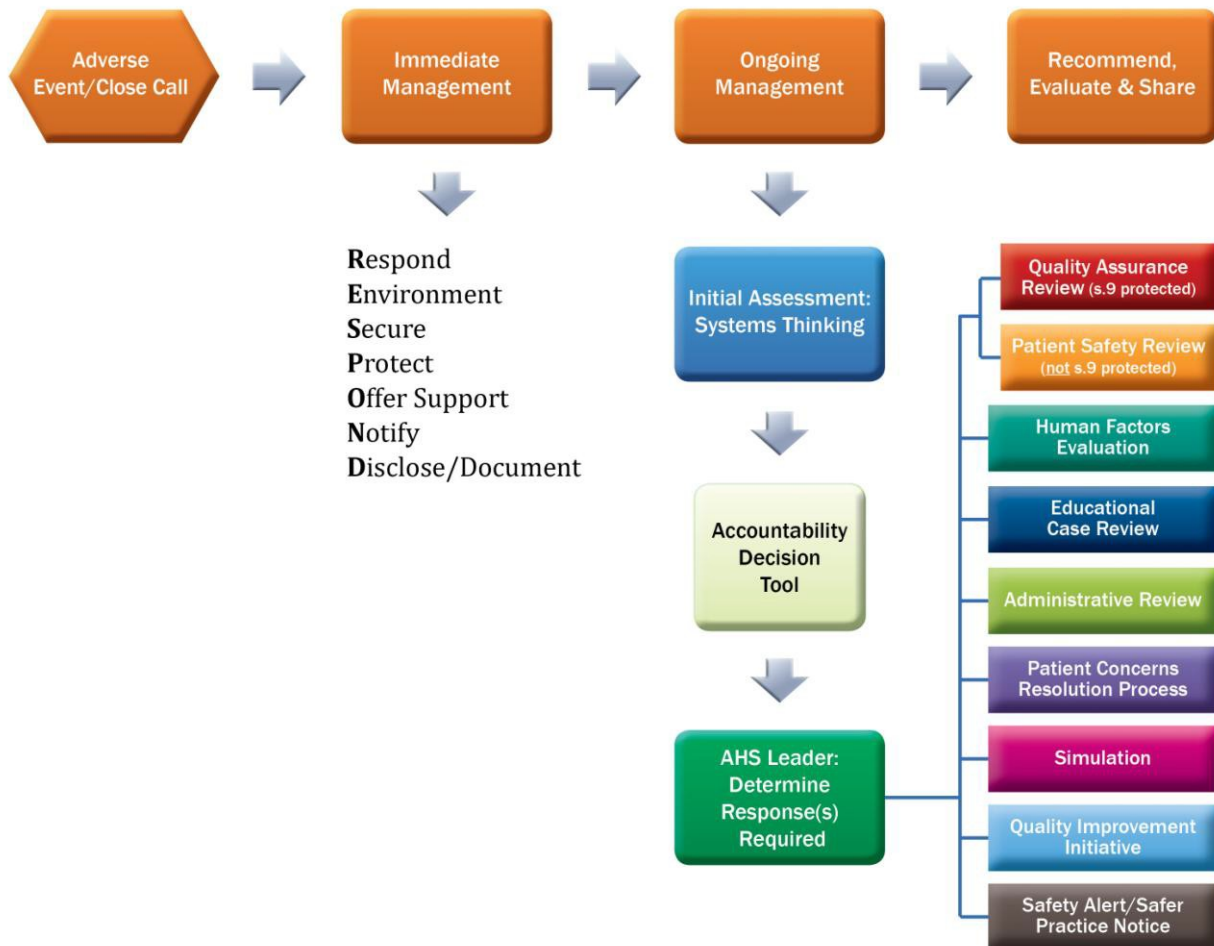 Adverse
Event/Close Call
Immediate
Management
Ongoing
Management
Recommend,
Evaluate & Share
Respond
Environment
Secure
Protect
Offer Support
Notify
Disclose/Document
Initial Assessment:
Systems Thinking
Accountability
Decision
Tool
AHS Leader:
Determine
Response(s)
Required
Quality Assurance
Review (s.9 protected)
Patient Safety Review
(not s.9 protected)
Human Factors
Evaluation
Educational
Case Review
Administrative Review
Patient Concerns
Resolution Process
Simulation
Quality Improvement
Initiative
Safety Alert/Safer
Practice Notice